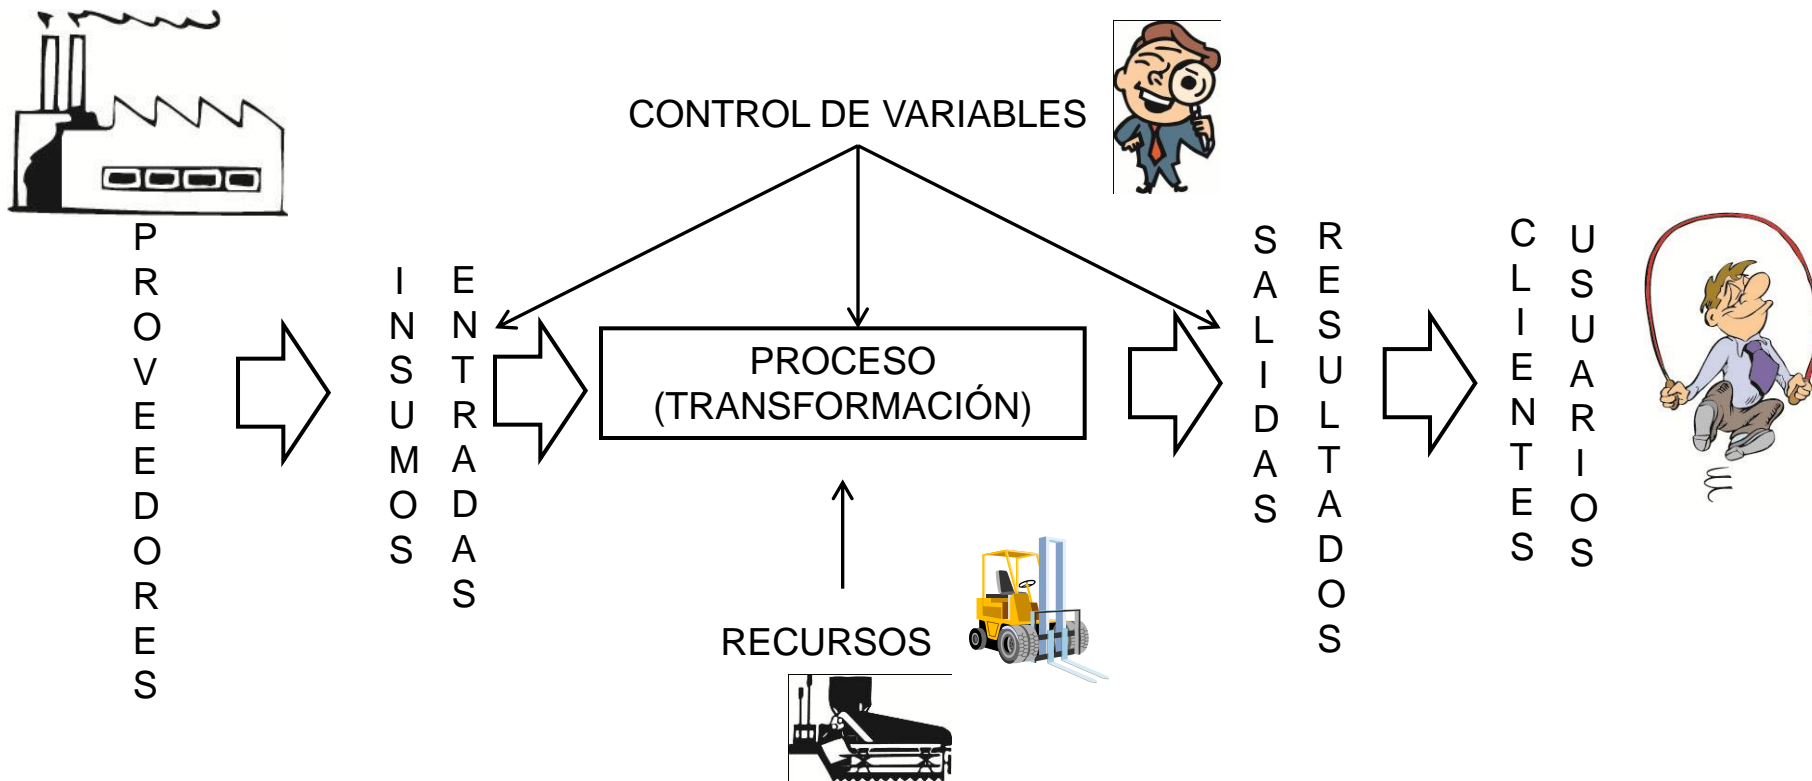 CONTROL DE VARIABLES
PROVEEDORES
INSUMOS
ENTRADAS
PROCESO
(TRANSFORMACIÓN)
SALIDAS
RESULTADOS
CLIENTES
USUARIOS
RECURSOS